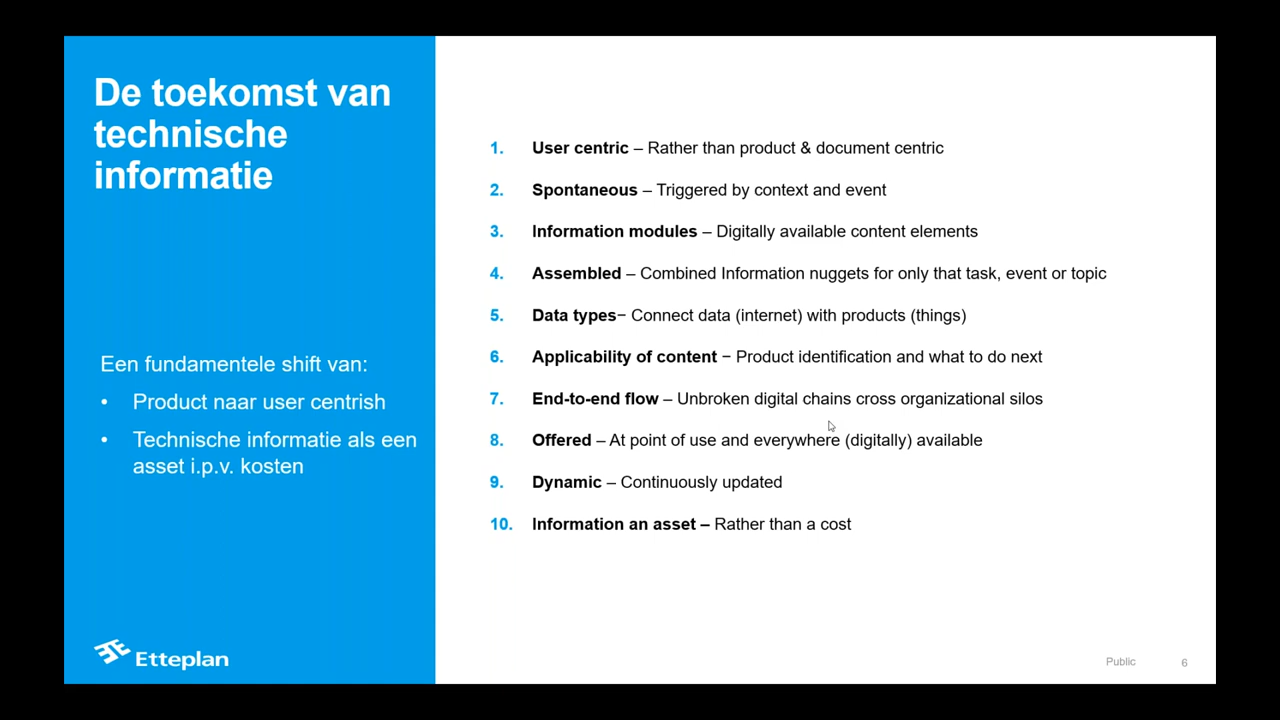 De toekomst van
technische
informatie
Een fundamentele shift van:
• Product naar user centrish
• Technische informatie als een
asset i.p.v. kosten
Etteplan
1. User centric – Rather than product & document centric
2. Spontaneous – Triggered by context and event
3. Information modules – Digitally available content elements
4. Assembled – Combined Information nuggets for only that task, event or topic
5. Data types− Connect data (internet) with products (things)
6. Applicability of content − Product identification and what to do next
7. End-to-end flow – Unbroken digital chains cross organizational silos
8. Offered – At point of use and everywhere (digitally) available
9. Dynamic – Continuously updated
10. Information an asset – Rather than a cost
Public 6